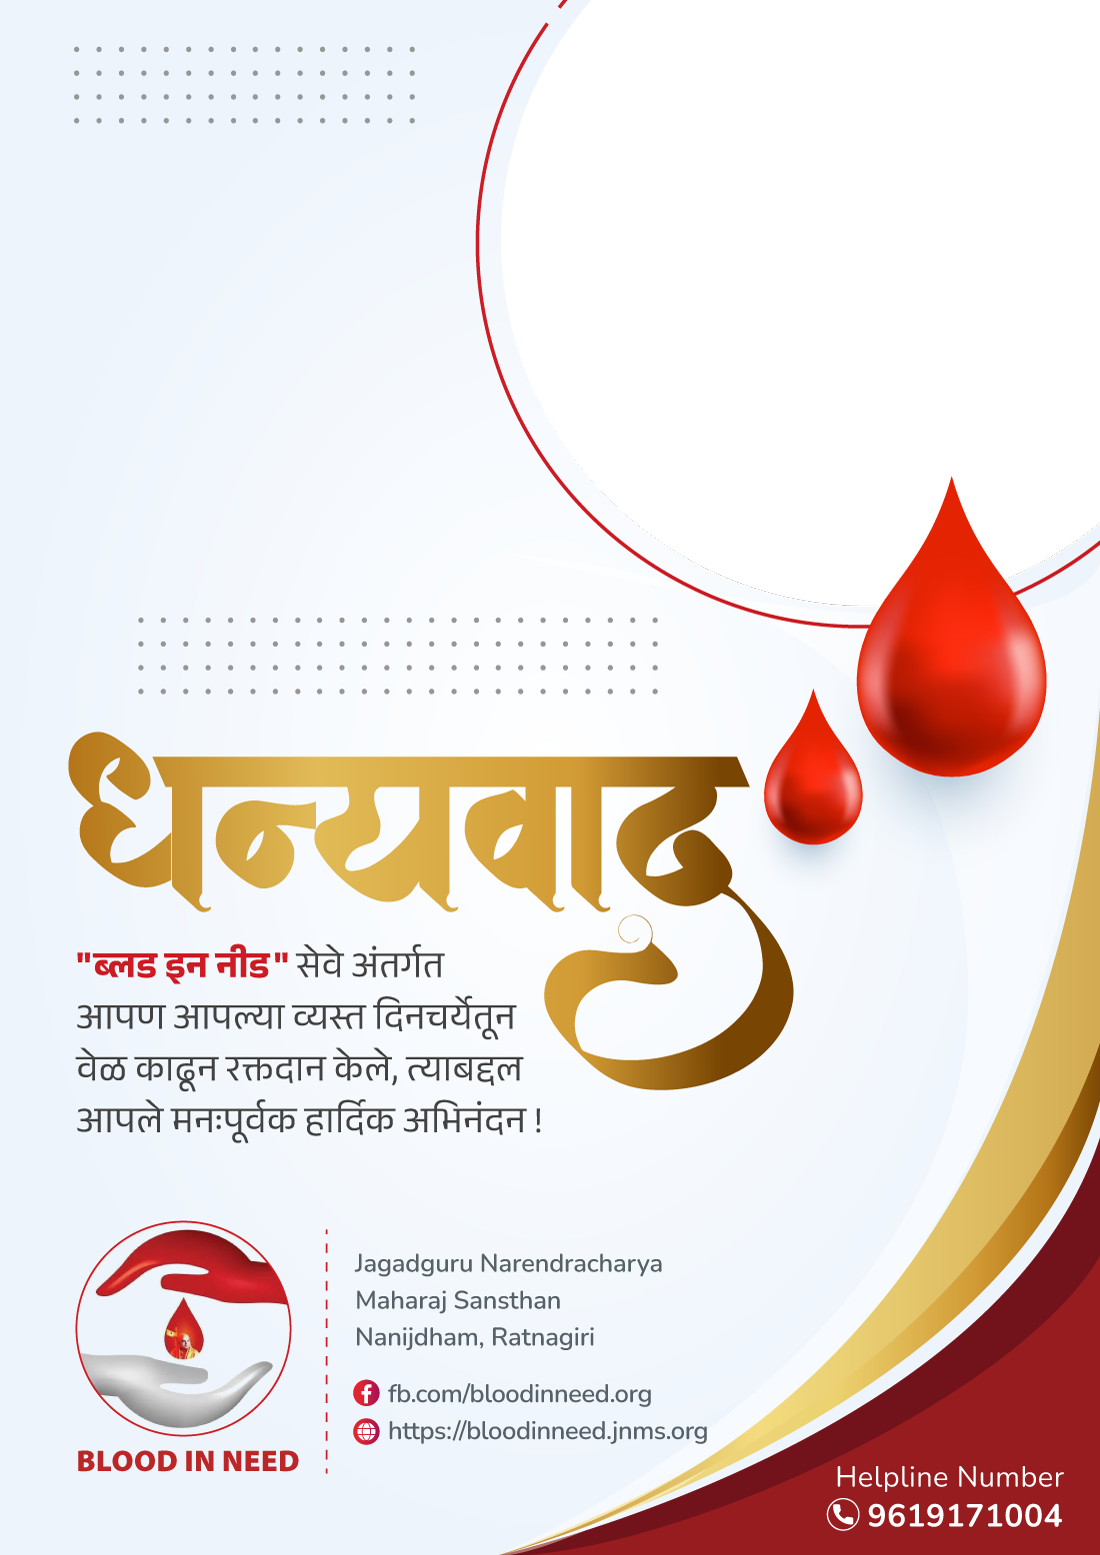 धन्यवाद
"ब्लड इन नीड" सेवे अंतर्गत
आपण आपल्या व्यस्त दिनचर्येतून
वेळ काढून रक्तदान केले, त्याबद्दल
आपले मनःपूर्वक हार्दिक अभिनंदन !
BLOOD IN NEED
Jagadguru Narendracharya
Maharaj Sansthan
Nanijdham, Ratnagiri
fb.com/bloodinneed.org
https://bloodinneed.jnms.org
Helpline Number
9619171004